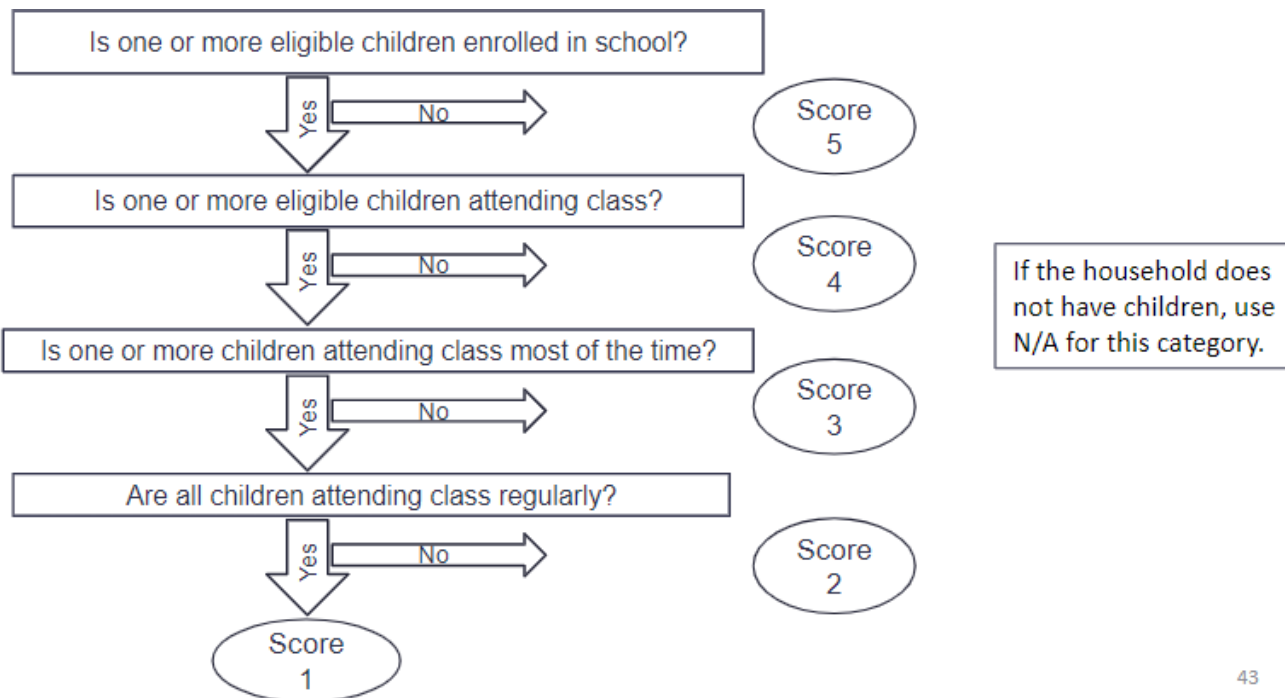 Is one or more eligible children enrolled in school?
Yes
No
Score
5
Is one or more eligible children attending class?
Yes
No
Score
4
If the household does
not have children, use
N/A for this category.
Is one or more children attending class most of the time?
Yes
No
Score
3
Are all children attending class regularly?
Yes
No
Score
2
Score
1
43